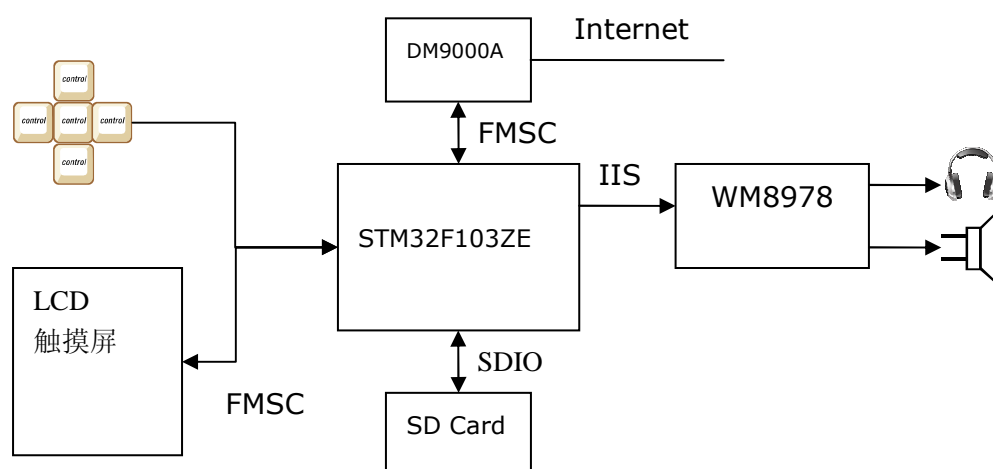 Internet
DM9000A
control
control control control
control
FMSC
IIS
WM8978
STM32F103ZE
LCD
触摸屏
SDIO
FMSC
SD Card